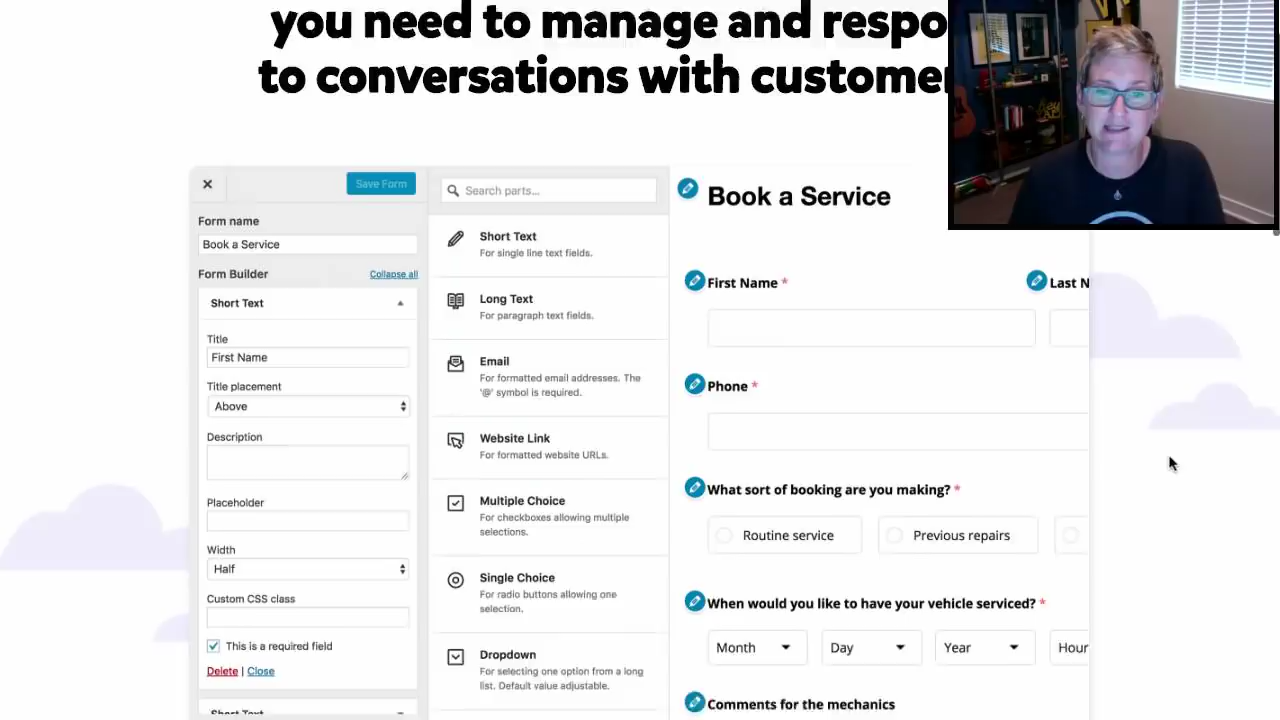 you need to manage and respo
to conversations with customer
Save Form
Form name
Book a Service
Form Builder
Collapse all
Short Text
Title
First Name
Title placement
Above
Description
Placeholder
Width
Half
Custom CSS class
This is a required field
Delete | Close
Short Text
Search parts...
Short Text
For single line text fields.
Long Text
For paragraph text fields.
Email
For formatted email addresses. The
'@' symbol is required.
Website Link
For formatted website URLs.
Multiple Choice
For checkboxes allowing multiple
selections.
Single Choice
For radio buttons allowing one
selection.
Dropdown
For selecting one option from a long
list. Default value adjustable.
Book a Service
First Name *
Last N
Phone *
What sort of booking are you making? *
Routine service
Previous repairs
When would you like to have your vehicle serviced? *
Month
Day
Year
Hour
Comments for the mechanics